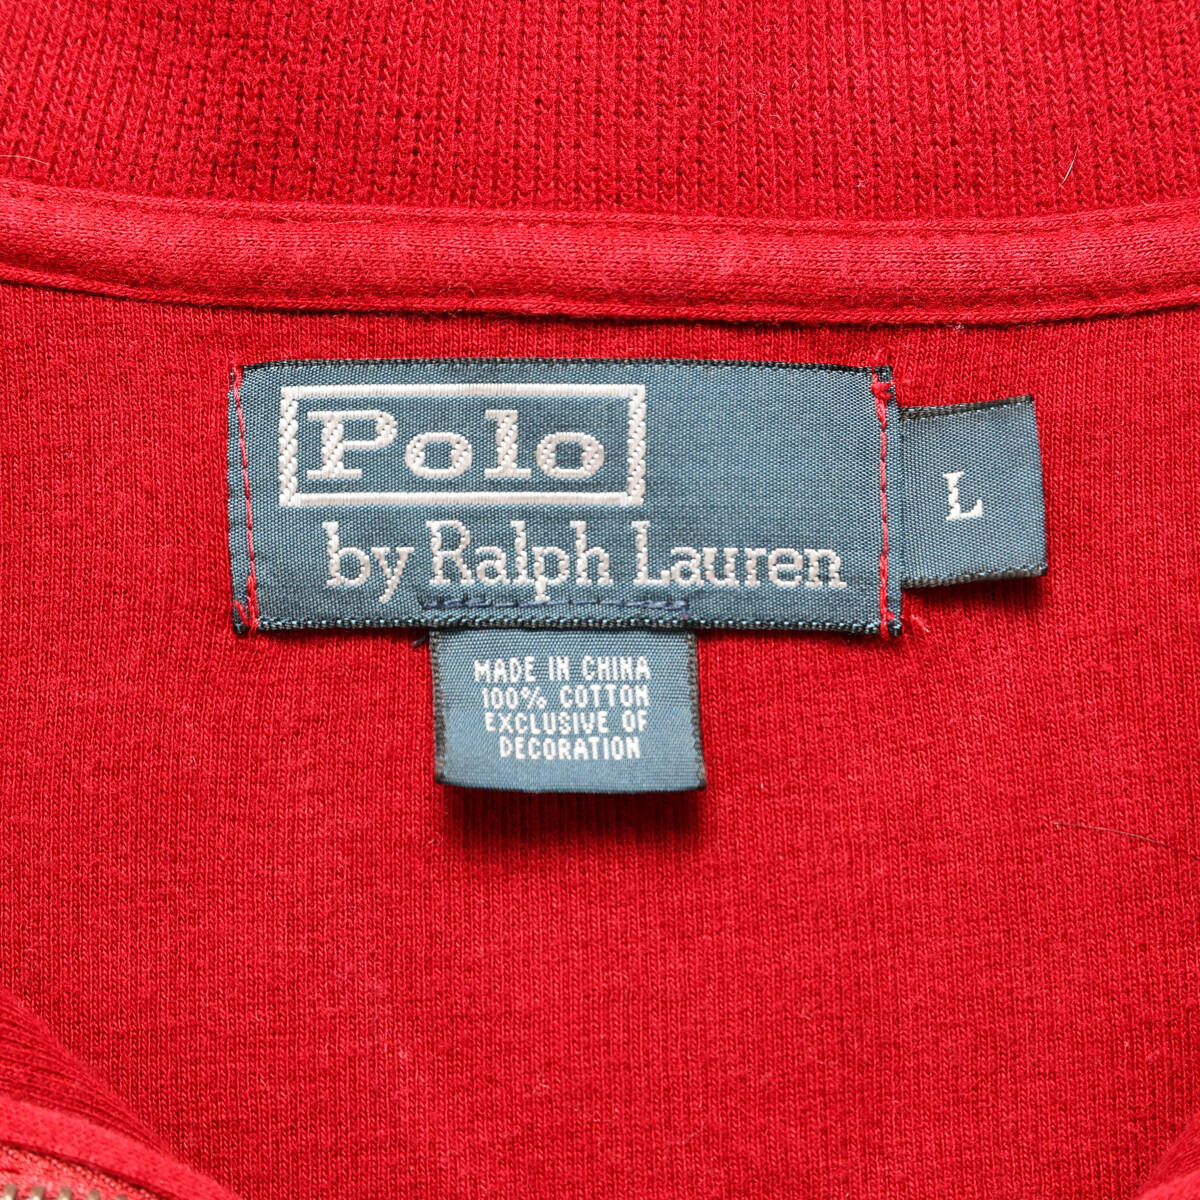 Polo
by Ralph Lauren
L
MADE IN CHINA
100% COTTON
EXCLUSIVE OF
DECORATION